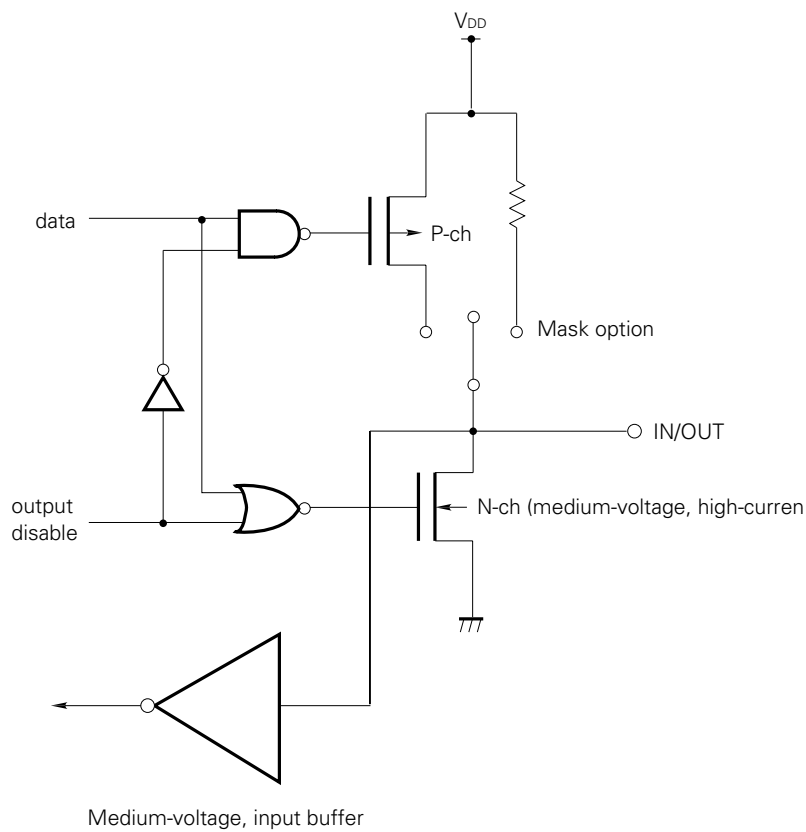 VDD
data
P-ch
Mask option
IN/OUT
output
disable
N-ch (medium-voltage, high-curren
Medium-voltage, input buffer